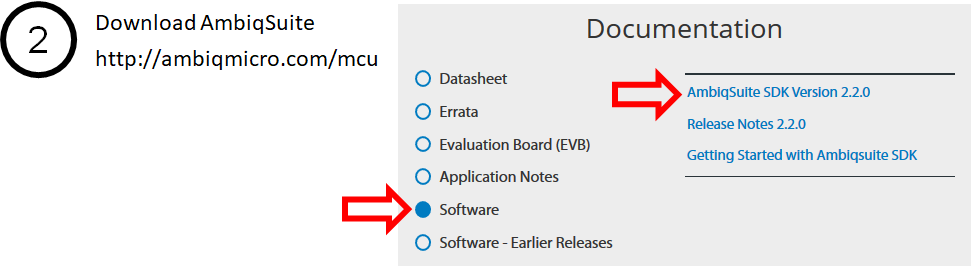 2
Download AmbiqSuite
http://ambiqmicro.com/mcu
Documentation
Datasheet
Errata
Evaluation Board (EVB)
Application Notes
Software
Software - Earlier Releases
AmbiqSuite SDK Version 2.2.0
Release Notes 2.2.0
Getting Started with Ambiqsuite SDK